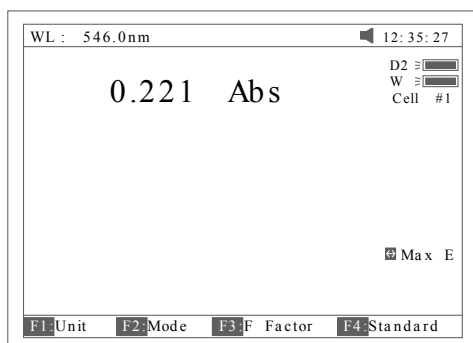 WL: 546.0nm 12:35:27
D2
W
0.221 Abs
Cell #1
Max E
F1:Unit F2:Mode F3:F Factor F4:Standard